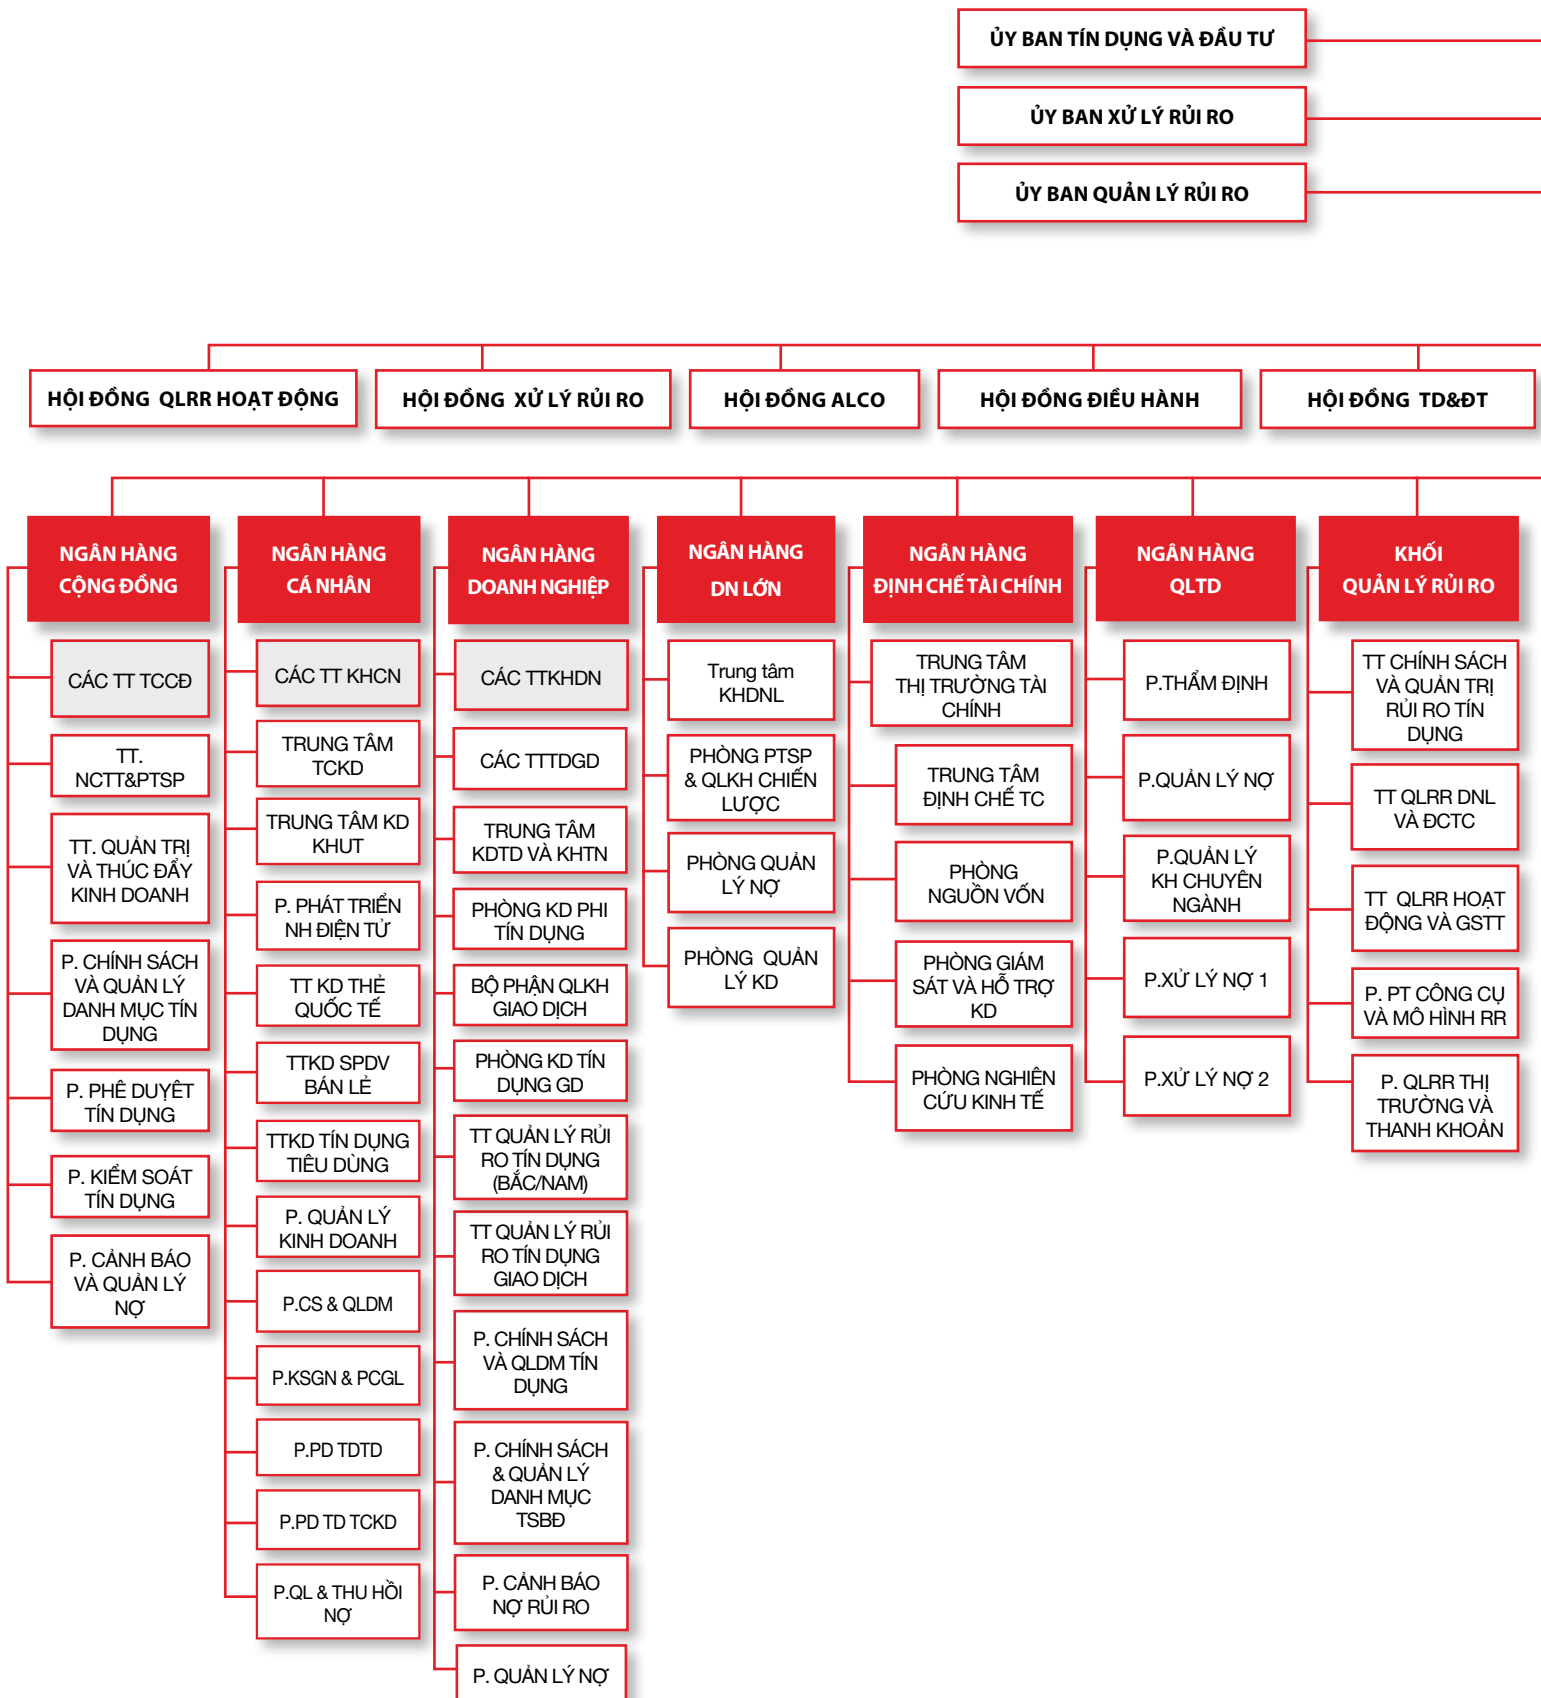 ỦY BAN TÍN DỤNG VÀ ĐẦU TƯ
ỦY BAN XỬ LÝ RỦI RO
ỦY BAN QUẢN LÝ RỦI RO
HỘI ĐỒNG QLRR HOẠT ĐỘNG
HỘI ĐỒNG XỬ LÝ RỦI RO
HỘI ĐỒNG ALCO
HỘI ĐỒNG ĐIỀU HÀNH
HỘI ĐỒNG TD&ĐT
NGÂN HÀNG
CỘNG ĐỒNG
CÁC TT TCCĐ
TT.
NCTT&PTSP
TT. QUẢN TRỊ
VÀ THÚC ĐẨY
KINH DOANH
P. CHÍNH SÁCH
VÀ QUẢN LÝ
DANH MỤC TÍN
DỤNG
P. PHÊ DUYỆT
TÍN DỤNG
P. KIỂM SOÁT
TÍN DỤNG
P. CẢNH BÁO
VÀ QUẢN LÝ
NỢ
NGÂN HÀNG
CÁ NHÂN
CÁC TT KHCN
TRUNG TÂM
TCKD
TRUNG TÂM KD
KHUT
P. PHÁT TRIỂN
NH ĐIỆN TỬ
TT KD THẺ
QUỐC TẾ
TTKD SPDV
BÁN LẺ
TTKD TÍN DỤNG
TIÊU DÙNG
P. QUẢN LÝ
KINH DOANH
P.CS & QLDM
P.KSGN & PCGL
P.PD TDTD
P.PD TD TCKD
P.QL & THU HỒI
NỢ
NGÂN HÀNG
DOANH NGHIỆP
CÁC TTKHDN
CÁC TTTDGD
TRUNG TÂM
KDTD VÀ KHTN
PHÒNG KD PHI
TÍN DỤNG
BỘ PHẬN QLKH
GIAO DỊCH
PHÒNG KD TÍN
DỤNG GD
TT QUẢN LÝ RỦI
RO TÍN DỤNG
(BẮC/NAM)
TT QUẢN LÝ RỦI
RO TÍN DỤNG
GIAO DỊCH
P. CHÍNH SÁCH
VÀ QLDM TÍN
DỤNG
P. CHÍNH SÁCH
& QUẢN LÝ
DANH MỤC
TSBĐ
P. CẢNH BÁO
NỢ RỦI RO
P. QUẢN LÝ NỢ
NGÂN HÀNG
DN LỚN
Trung tâm
KHDNL
PHÒNG PTSP
& QLKH CHIẾN
LƯỢC
PHÒNG QUẢN
LÝ NỢ
PHÒNG QUẢN
LÝ KD
NGÂN HÀNG
ĐỊNH CHẾ TÀI CHÍNH
TRUNG TÂM
THỊ TRƯỜNG TÀI
CHÍNH
TRUNG TÂM
ĐỊNH CHẾ TC
PHÒNG
NGUỒN VỐN
PHÒNG GIÁM
SÁT VÀ HỖ TRỢ
KD
PHÒNG NGHIÊN
CỨU KINH TẾ
NGÂN HÀNG
QLTD
P.THẨM ĐỊNH
P.QUẢN LÝ NỢ
P.QUẢN LÝ
KH CHUYÊN
NGÀNH
P.XỬ LÝ NỢ 1
P.XỬ LÝ NỢ 2
KHỐI
QUẢN LÝ RỦI RO
TT CHÍNH SÁCH
VÀ QUẢN TRỊ
RỦI RO TÍN
DỤNG
TT QLRR DNL
VÀ ĐCTC
TT QLRR HOẠT
ĐỘNG VÀ GSTT
P. PT CÔNG CỤ
VÀ MÔ HÌNH RR
P. QLRR THỊ
TRƯỜNG VÀ
THANH KHOẢN